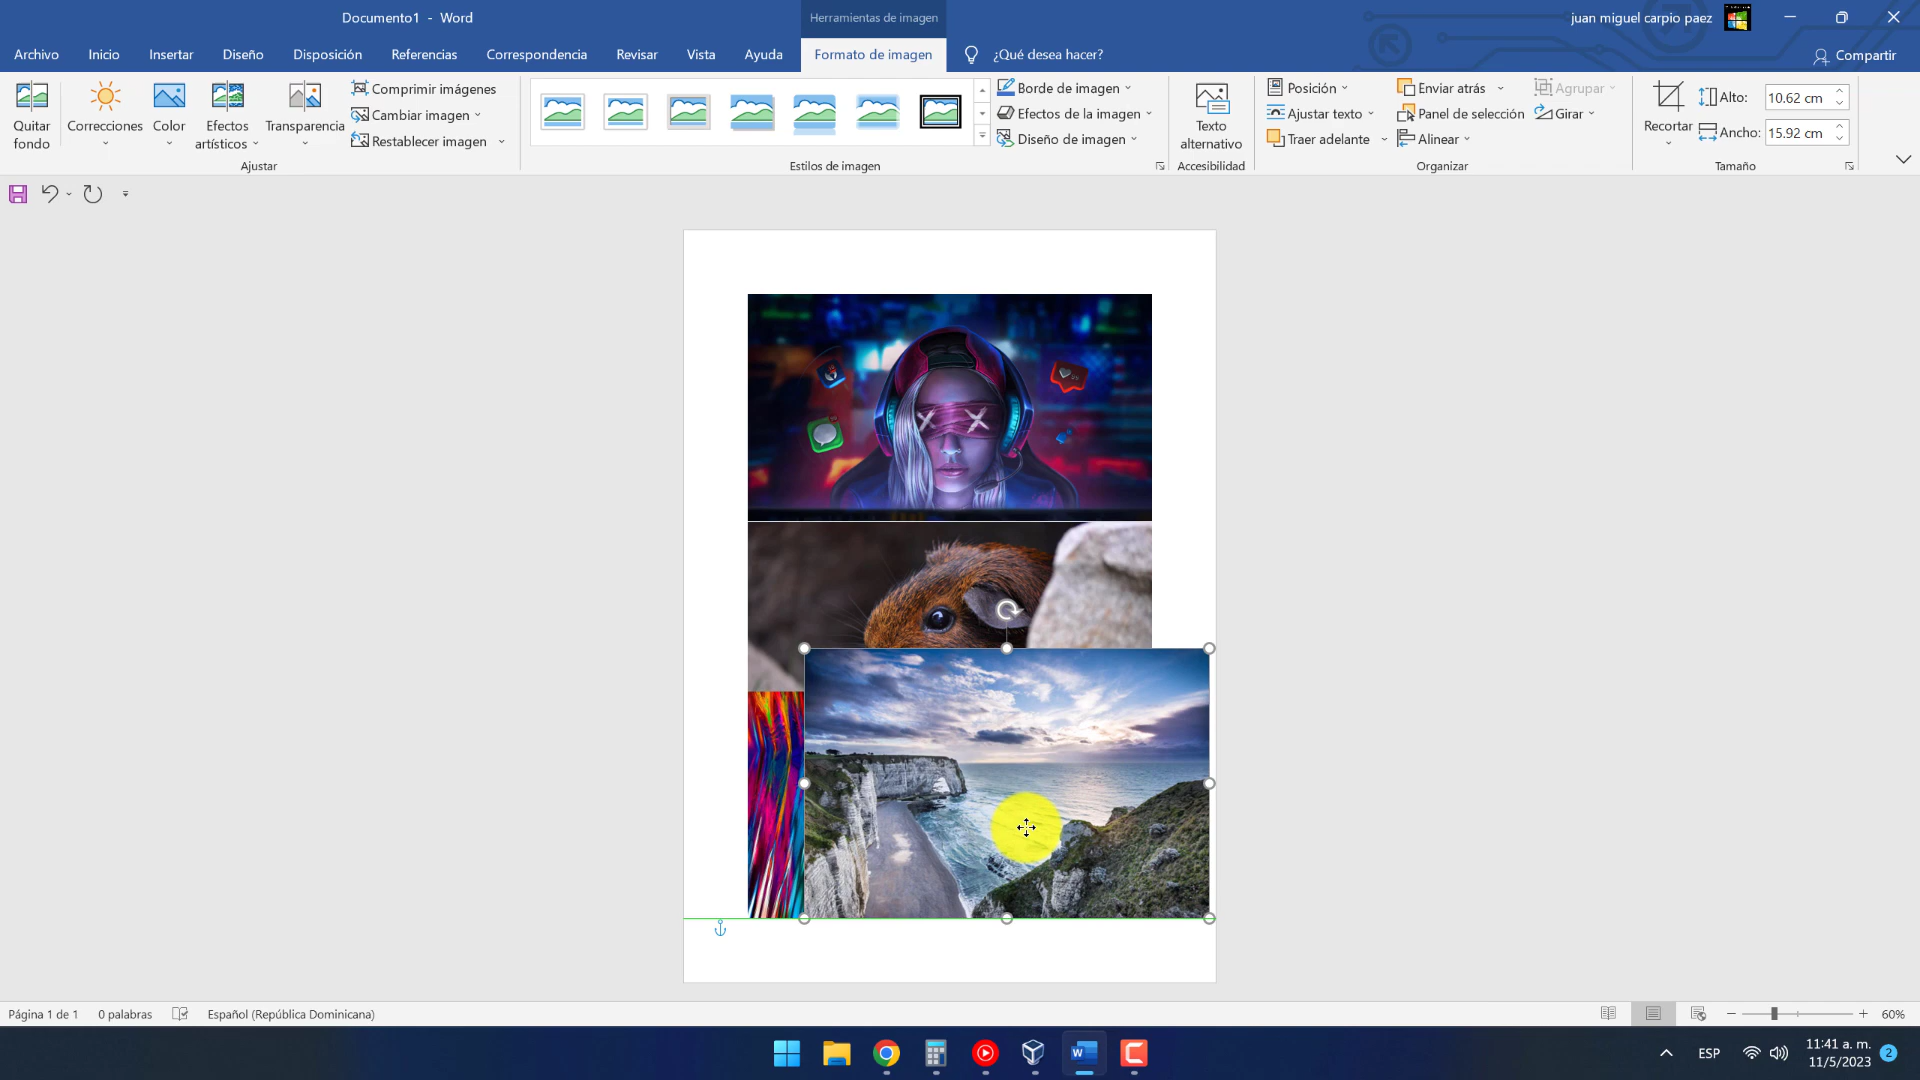 Documento1 - Word
Herramientas de imagen
juan miguel carpio paez
Archivo
Inicio
Insertar
Diseño
Disposición
Referencias
Correspondencia
Revisar
Vista
Ayuda
Formato de imagen
¿Qué desea hacer?
Compartir
Quitar
fondo
Correcciones
Color
Efectos
artísticos
Transparencia
Comprimir imágenes
Cambiar imagen
Restablecer imagen
Ajustar
Borde de imagen
Efectos de la imagen
Diseño de imagen
Estilos de imagen
Texto
alternativo
Accesibilidad
Posición
Ajustar texto
Traer adelante
Enviar atrás
Panel de selección
Alinear
Agrupar
Girar
Organizar
Recortar
Alto: 10.62 cm
Ancho: 15.92 cm
Tamaño
Página 1 de 1
0 palabras
Español (República Dominicana)
60%
ESP
11:41 a. m.
11/5/2023
2